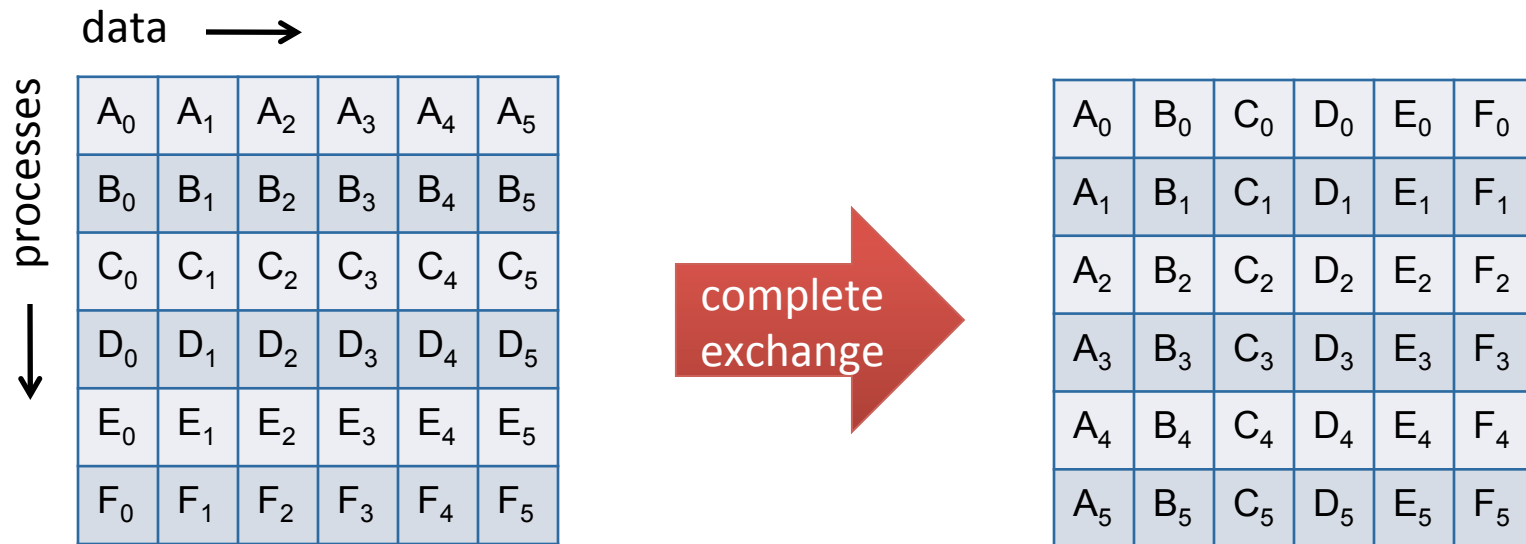 data
processes
A₀ A₁ A₂ A₃ A₄ A₅
B₀ B₁ B₂ B₃ B₄ B₅
C₀ C₁ C₂ C₃ C₄ C₅
D₀ D₁ D₂ D₃ D₄ D₅
E₀ E₁ E₂ E₃ E₄ E₅
F₀ F₁ F₂ F₃ F₄ F₅
complete
exchange
A₀ B₀ C₀ D₀ E₀ F₀
A₁ B₁ C₁ D₁ E₁ F₁
A₂ B₂ C₂ D₂ E₂ F₂
A₃ B₃ C₃ D₃ E₃ F₃
A₄ B₄ C₄ D₄ E₄ F₄
A₅ B₅ C₅ D₅ E₅ F₅